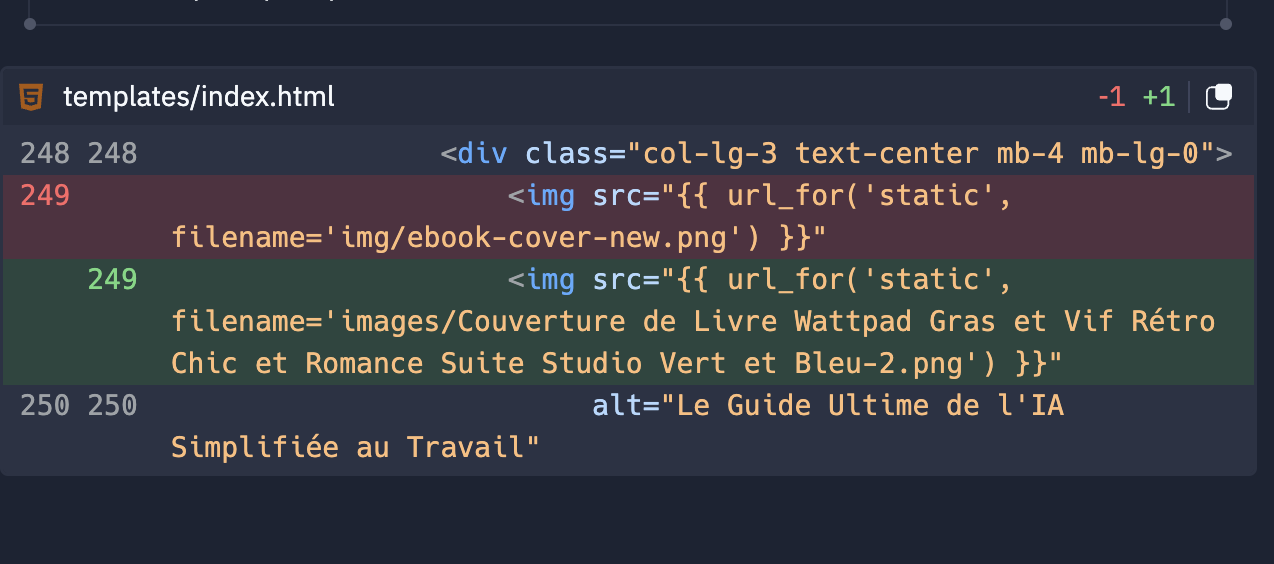 templates/index.html -1 +1
248 248 <div class="col-lg-3 text-center mb-4 mb-lg-0">
249 <img src="{{ url_for('static',
filename='img/ebook-cover-new.png') }}"
249 <img src="{{ url_for('static',
filename='images/Couverture de Livre Wattpad Gras et Vif Rétro
Chic et Romance Suite Studio Vert et Bleu-2.png') }}"
250 250 alt="Le Guide Ultime de l'IA
Simplifiée au Travail"